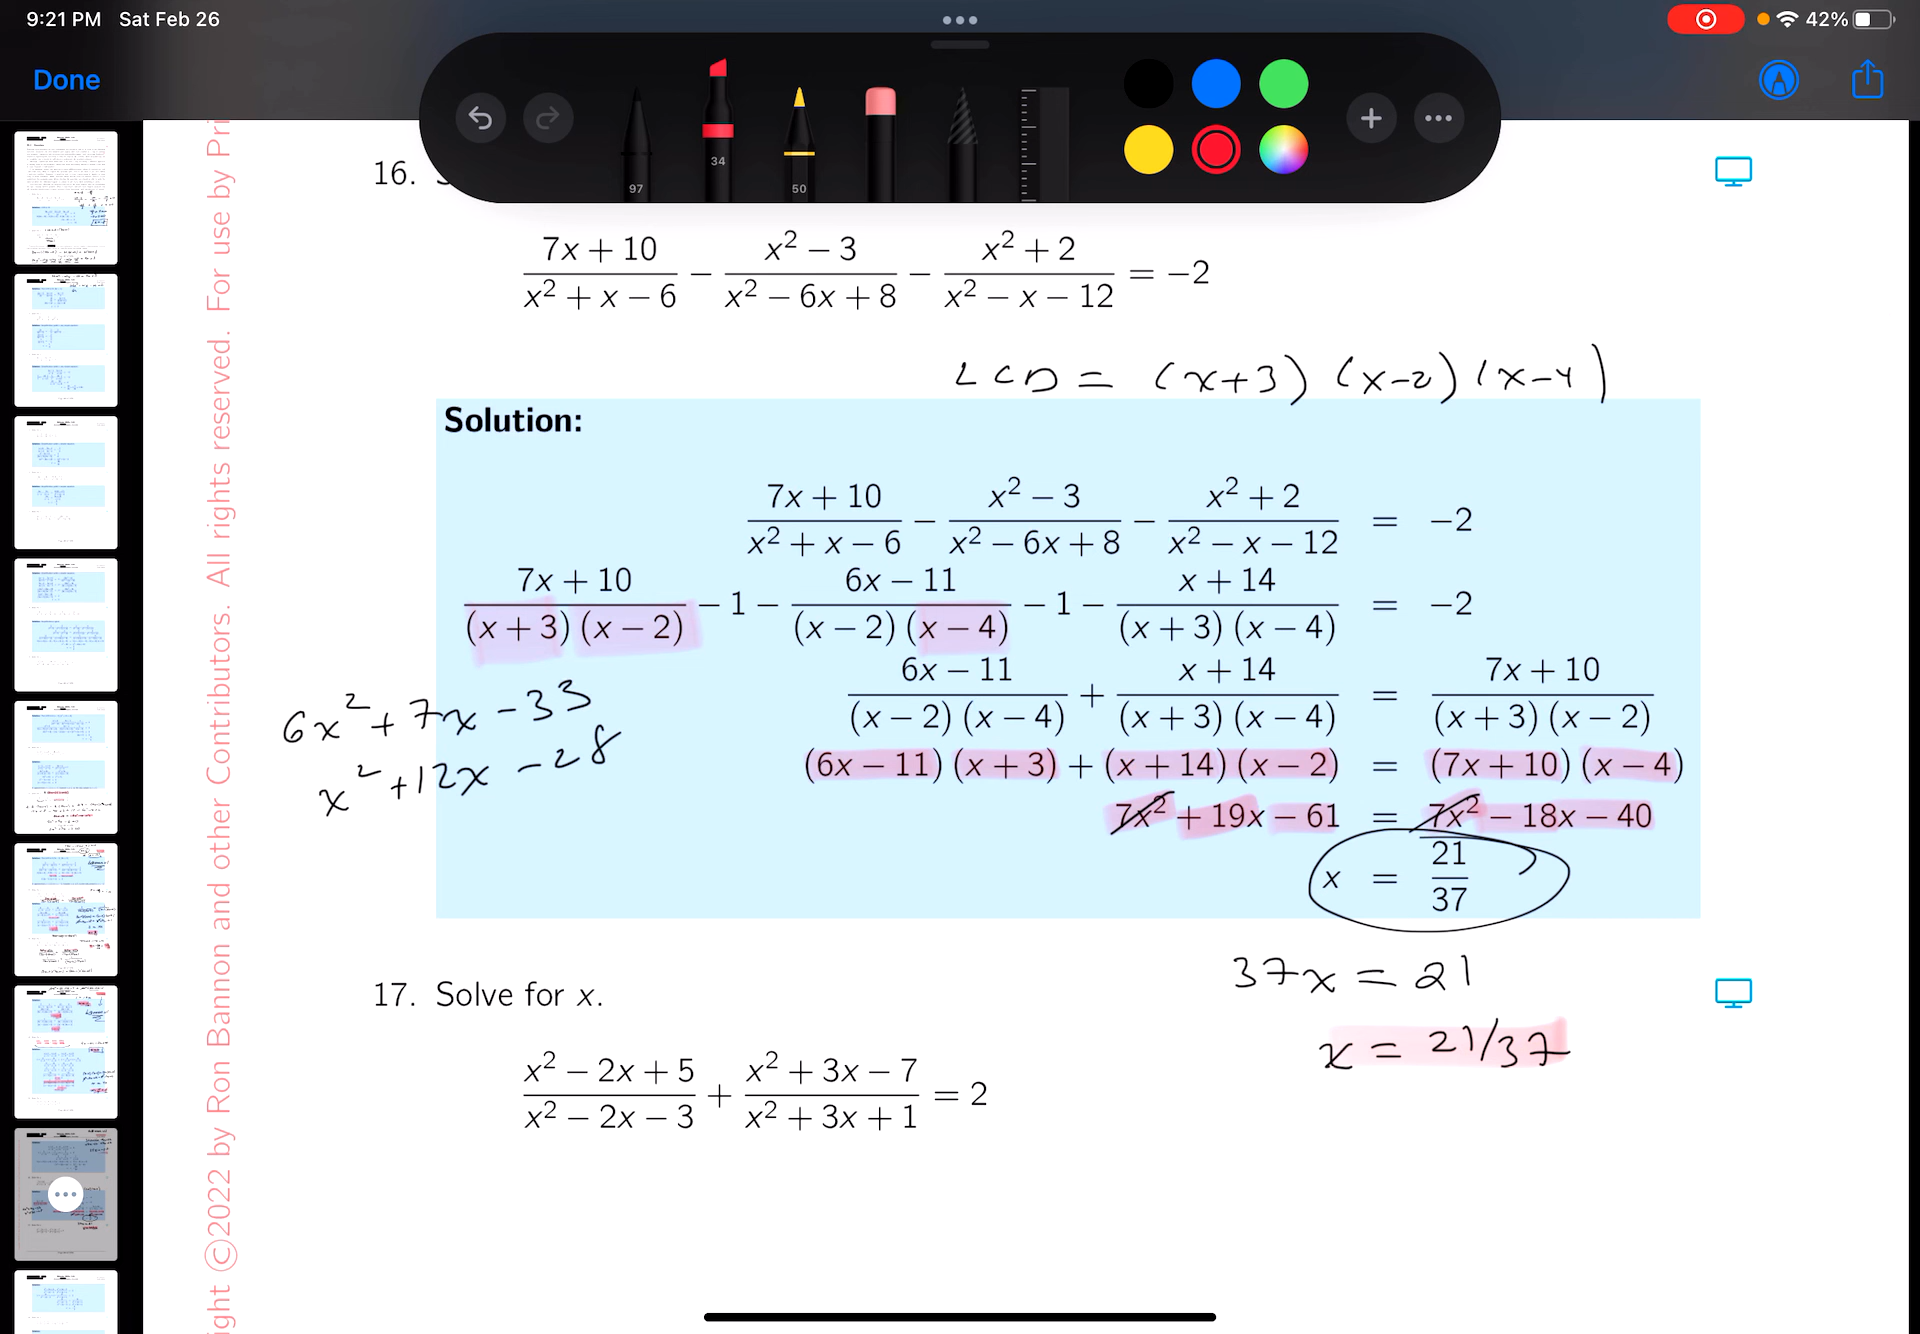 9:21 PM Sat Feb 26
42%
Done
97
34
50
16.
7x + 10 / x² + x − 6 − x² − 3 / x² − 6x + 8 − x² + 2 / x² − x − 12 = −2
LCD = (x+3) (x-2) (x-4)
Solution:
7x + 10 / x² + x − 6 − x² − 3 / x² − 6x + 8 − x² + 2 / x² − x − 12 = −2
7x + 10 / (x + 3) (x − 2) − 1 − 6x − 11 / (x − 2) (x − 4) − 1 − x + 14 / (x + 3) (x − 4) = −2
6x − 11 / (x − 2) (x − 4) + x + 14 / (x + 3) (x − 4) = 7x + 10 / (x + 3) (x − 2)
6x² + 7x − 33
(6x − 11) (x + 3) + (x + 14) (x − 2) = (7x + 10) (x − 4)
x² + 12x − 28
7x² + 19x − 61 = 7x² − 18x − 40
x = 21 / 37
37x = 21
x = 21/37
17. Solve for x.
x² − 2x + 5 / x² − 2x − 3 + x² + 3x − 7 / x² + 3x + 1 = 2
ght ©2022 by Ron Bannon and other Contributors. All rights reserved. For use by Pri